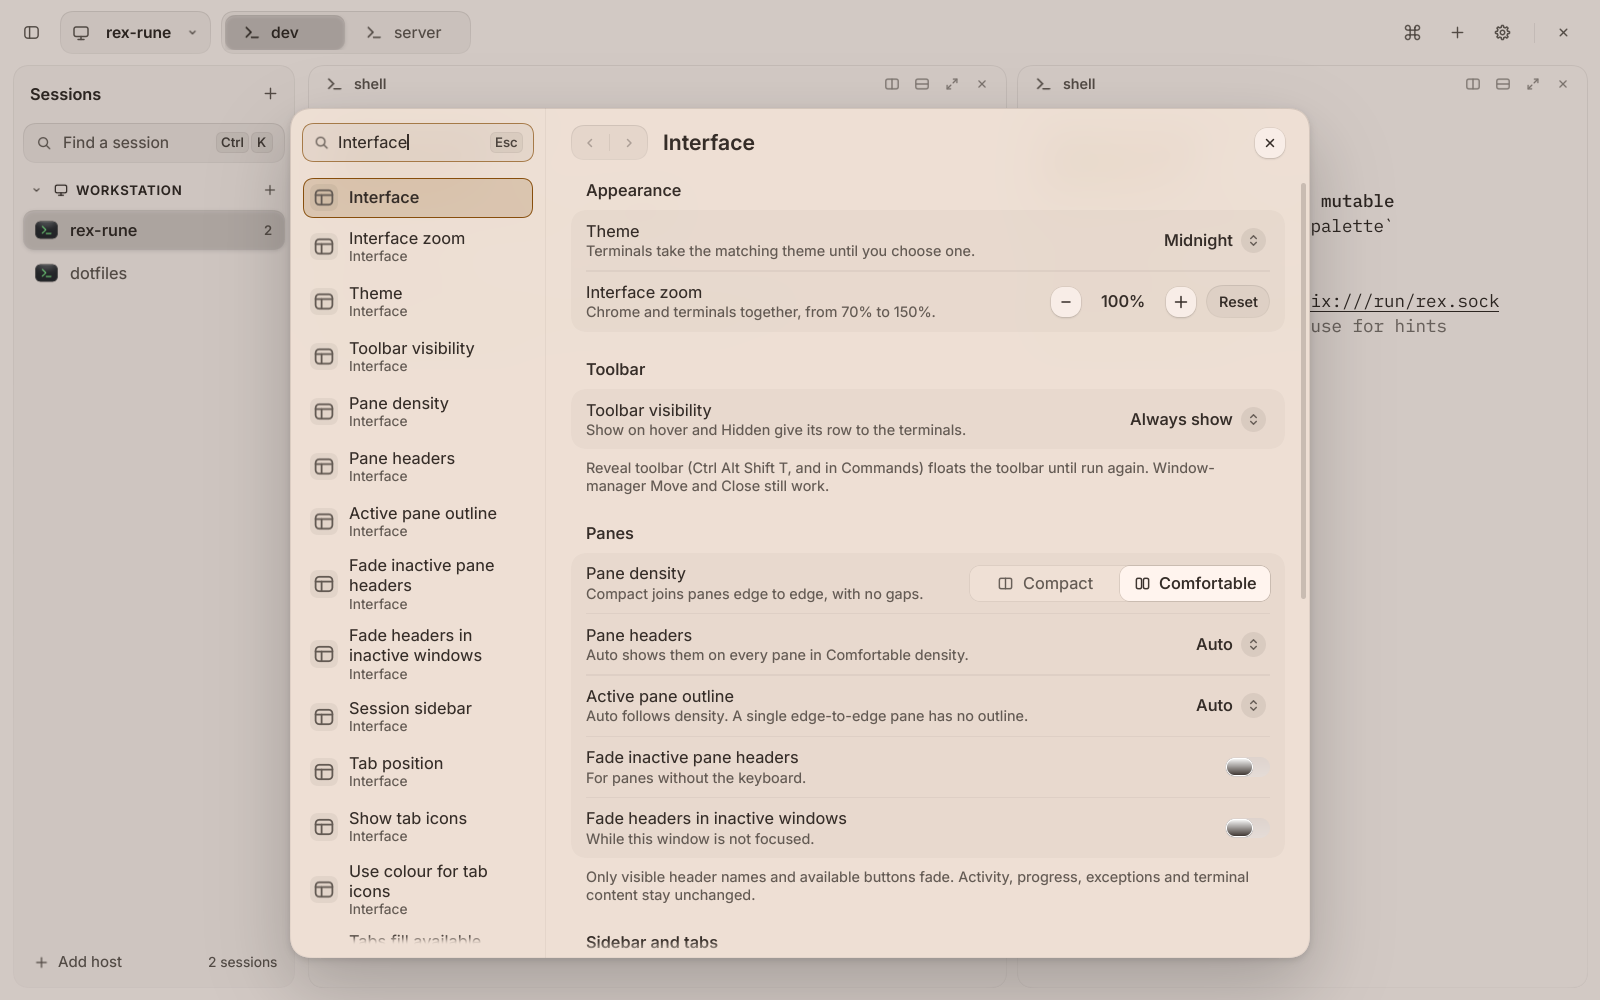 rex-rune
dev
server
Sessions
Find a session
Ctrl K
WORKSTATION
rex-rune 2
dotfiles
Add host
2 sessions
shell
shell
mutable
palette`
ix:///run/rex.sock
use for hints
Interface
Esc
Interface
Interface zoom
Interface
Theme
Interface
Toolbar visibility
Interface
Pane density
Interface
Pane headers
Interface
Active pane outline
Interface
Fade inactive pane
headers
Interface
Fade headers in
inactive windows
Interface
Session sidebar
Interface
Tab position
Interface
Show tab icons
Interface
Use colour for tab
icons
Interface
Tabs fill available
Interface
Appearance
Theme
Terminals take the matching theme until you choose one.
Midnight
Interface zoom
Chrome and terminals together, from 70% to 150%.
100%
Reset
Toolbar
Toolbar visibility
Show on hover and Hidden give its row to the terminals.
Always show
Reveal toolbar (Ctrl Alt Shift T, and in Commands) floats the toolbar until run again. Window-
manager Move and Close still work.
Panes
Pane density
Compact joins panes edge to edge, with no gaps.
Compact
Comfortable
Pane headers
Auto shows them on every pane in Comfortable density.
Auto
Active pane outline
Auto follows density. A single edge-to-edge pane has no outline.
Auto
Fade inactive pane headers
For panes without the keyboard.
Fade headers in inactive windows
While this window is not focused.
Only visible header names and available buttons fade. Activity, progress, exceptions and terminal
content stay unchanged.
Sidebar and tabs